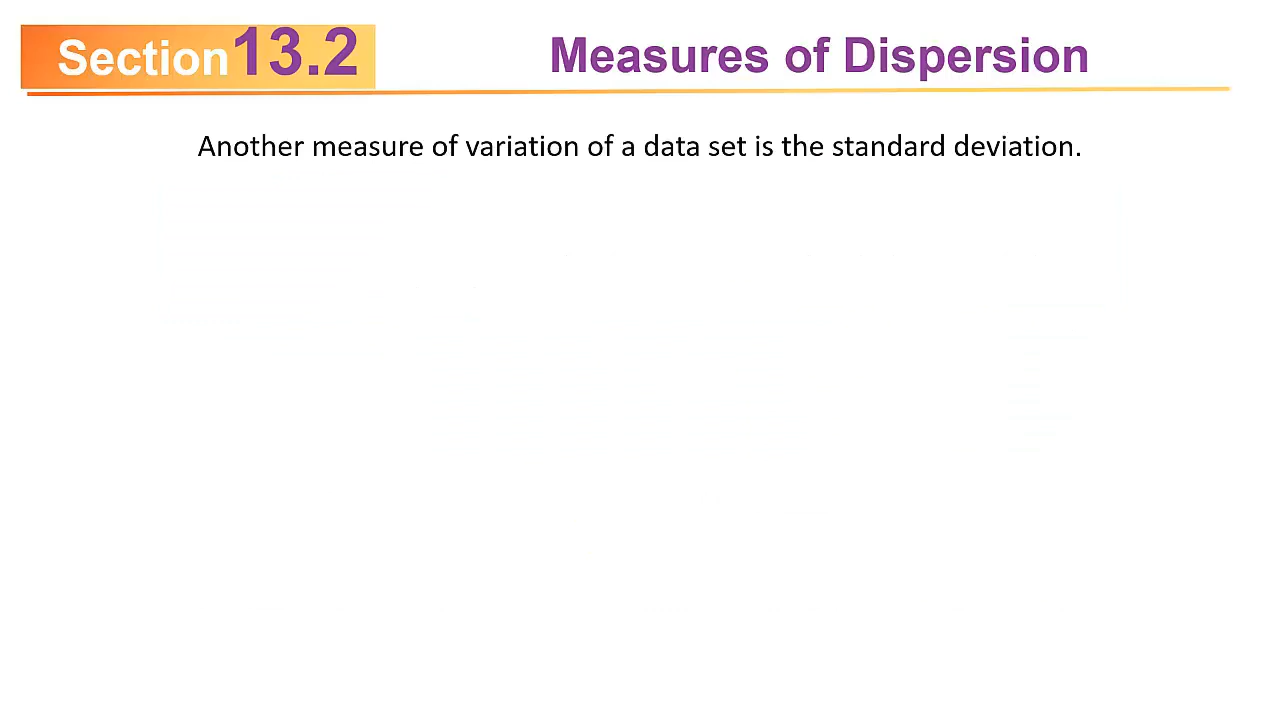 Section 13.2
Measures of Dispersion
Another measure of variation of a data set is the standard deviation.